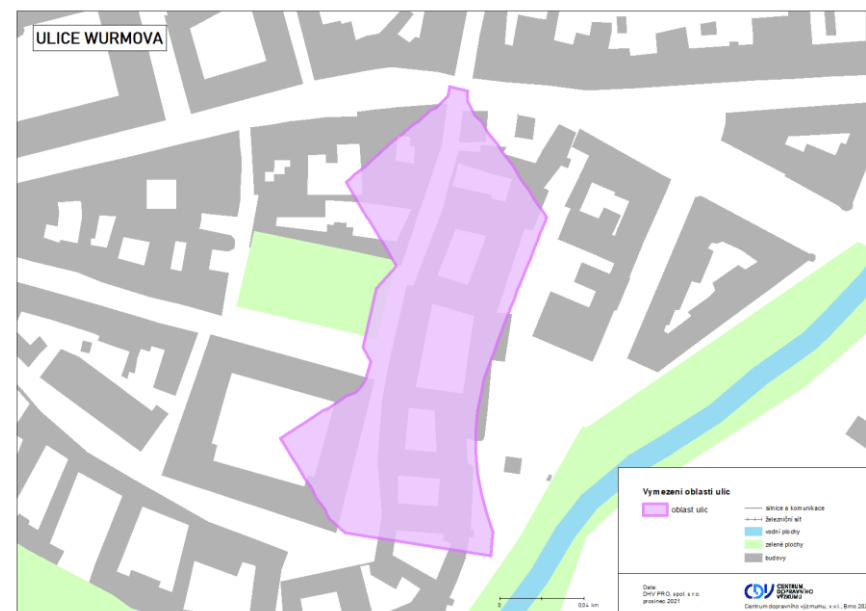 ULICE WURMOVA
Vymezení oblasti ulic
oblast ulic
silnice a komunikace
železniční síť
vodní plochy
zelené plochy
budovy
0
0,04 km
Data:
DHV PRO, spol. s r.o.
prosinec 2021
CDV
CENTRUM
DOPRAVNÍHO
VÝZKUMU
Centrum dopravního výzkumu, v.v.i., Brno